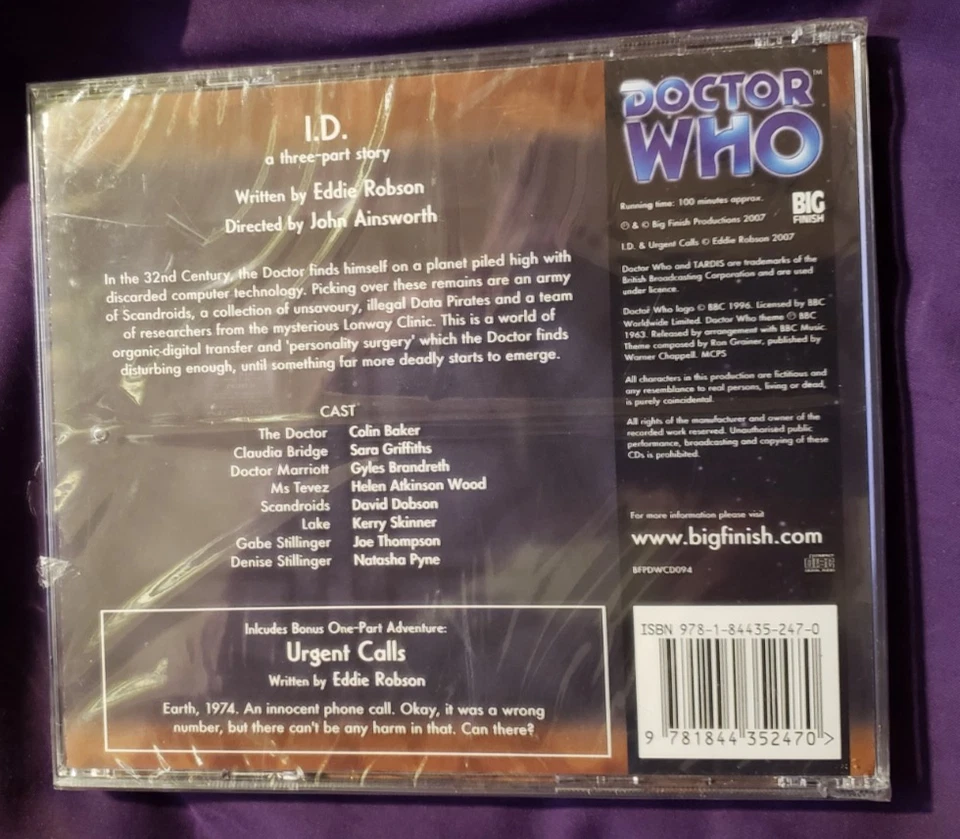 I.D.
a three-part story
Written by Eddie Robson
Directed by John Ainsworth
In the 32nd Century, the Doctor finds himself on a planet piled high with
discarded computer technology. Picking over these remains are an army
of Scandroids, a collection of unsavoury, illegal Data Pirates and a team
of researchers from the mysterious Lonway Clinic. This is a world of
organic-digital transfer and 'personality surgery' which the Doctor finds
disturbing enough, until something far more deadly starts to emerge.
CAST
The Doctor Colin Baker
Claudia Bridge Sara Griffiths
Doctor Marriott Gyles Brandreth
Ms Tevez Helen Atkinson Wood
Scandroids David Dobson
Lake Kerry Skinner
Gabe Stillinger Joe Thompson
Denise Stillinger Natasha Pyne
Inlcudes Bonus One-Part Adventure:
Urgent Calls
Written by Eddie Robson
Earth, 1974. An innocent phone call. Okay, it was a wrong
number, but there can't be any harm in that. Can there?
DOCTOR
WHO
TM
Running time: 100 minutes approx.
℗ & © Big Finish Productions 2007
BIG
FINISH
I.D. & Urgent Calls © Eddie Robson 2007
Doctor Who and TARDIS are trademarks of the
British Broadcasting Corporation and are used
under licence.
Doctor Who logo © BBC 1996. Licensed by BBC
Worldwide Limited. Doctor Who theme ℗ BBC
1963. Released by arrangement with BBC Music.
Theme composed by Ron Grainer, published by
Warner Chappell. MCPS
All characters in this production are fictitious and
any resemblance to real persons, living or dead,
is purely coincidental.
All rights of the manufacturer and owner of the
recorded work reserved. Unauthorised public
performance, broadcasting and copying of these
CDs is prohibited.
For more information please visit
www.bigfinish.com
BFPDWCD094
COMPACT
disc
DIGITAL AUDIO
ISBN 978-1-84435-247-0
9 781844 352470 >